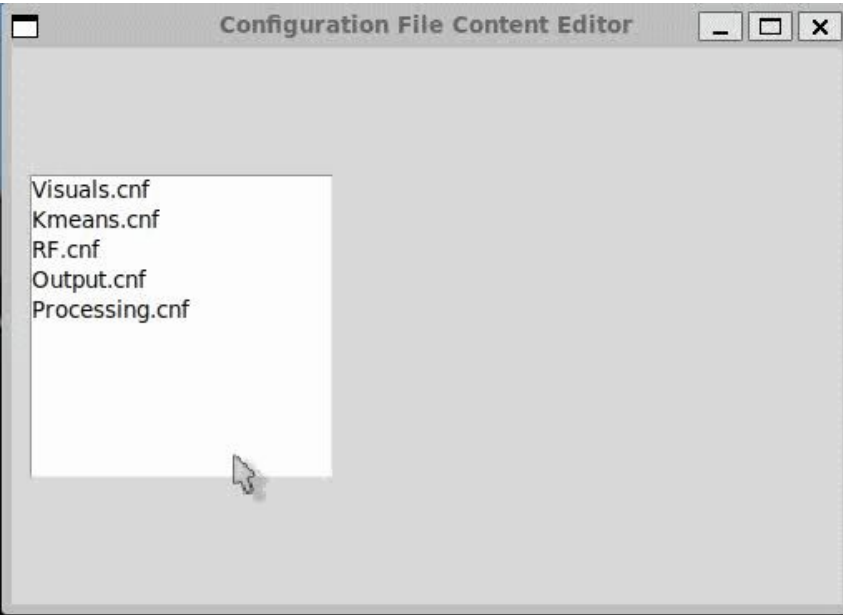 Configuration File Content Editor
Visuals.cnf
Kmeans.cnf
RF.cnf
Output.cnf
Processing.cnf